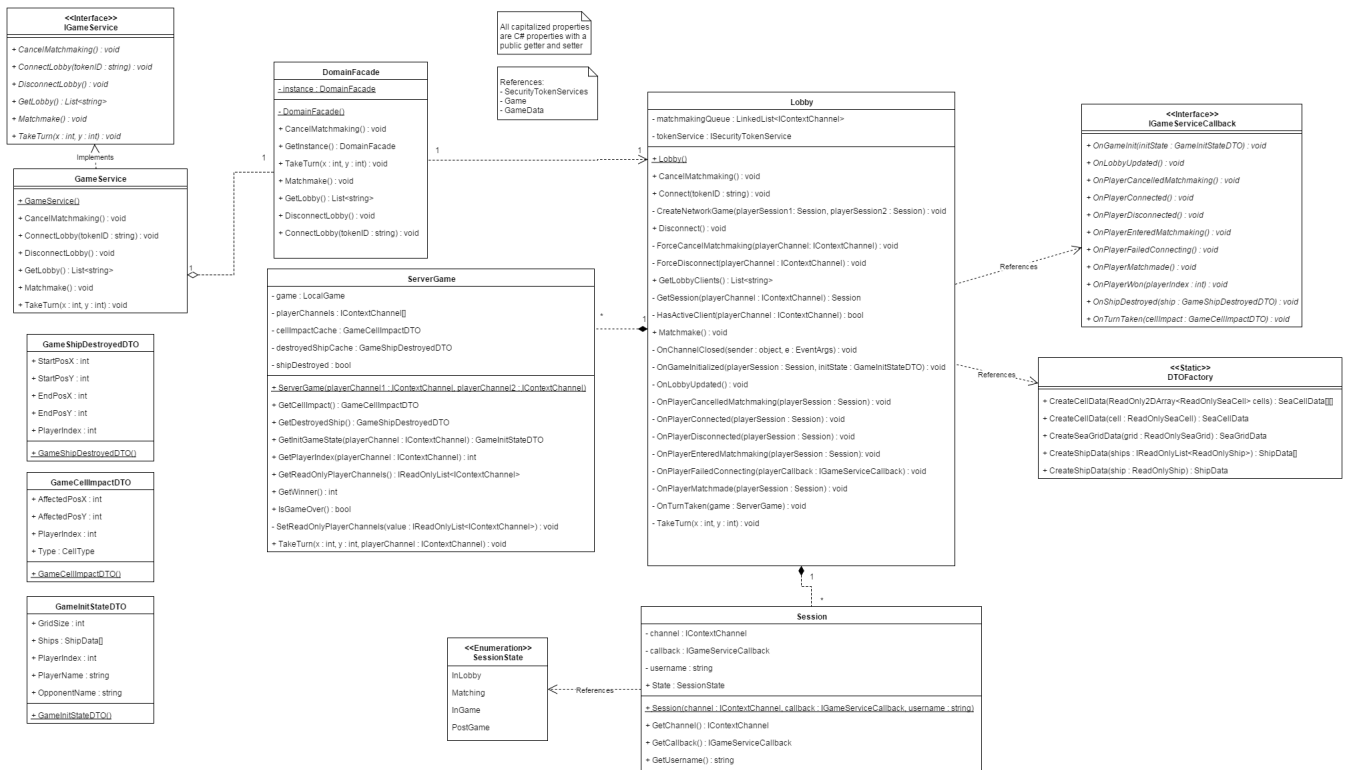 <<Interface>>
IGameService
+ CancelMatchmaking() : void
+ ConnectLobby(tokenID : string) : void
+ DisconnectLobby() : void
+ GetLobby() : List<string>
+ Matchmake() : void
+ TakeTurn(x : int, y : int) : void
Implements
GameService
+ GameService()
+ CancelMatchmaking() : void
+ ConnectLobby(tokenID : string) : void
+ DisconnectLobby() : void
+ GetLobby() : List<string>
+ Matchmake() : void
+ TakeTurn(x : int, y : int) : void
1
1
DomainFacade
- instance : DomainFacade
- DomainFacade()
+ CancelMatchmaking() : void
+ GetInstance() : DomainFacade
+ TakeTurn(x : int, y : int) : void
+ Matchmake() : void
+ GetLobby() : List<string>
+ DisconnectLobby() : void
+ ConnectLobby(tokenID : string) : void
1
1
All capitalized properties
are C# properties with a
public getter and setter
References:
- SecurityTokenServices
- Game
- GameData
Lobby
- matchmakingQueue : LinkedList<IContextChannel>
- tokenService : ISecurityTokenService
+ Lobby()
+ CancelMatchmaking() : void
+ Connect(tokenID : string) : void
- CreateNetworkGame(playerSession1: Session, playerSession2 : Session) : void
+ Disconnect() : void
- ForceCancelMatchmaking(playerChannel: IContextChannel) : void
- ForceDisconnect(playerChannel : IContextChannel) : void
+ GetLobbyClients() : List<string>
- GetSession(playerChannel : IContextChannel) : Session
- HasActiveClient(playerChannel : IContextChannel) : bool
+ Matchmake() : void
- OnChannelClosed(sender : object, e : EventArgs) : void
- OnGameInitialized(playerSession : Session, initState : GameInitStateDTO) : void
- OnLobbyUpdated() : void
- OnPlayerCancelledMatchmaking(playerSession : Session) : void
- OnPlayerConnected(playerSession : Session) : void
- OnPlayerDisconnected(playerSession : Session) : void
- OnPlayerEnteredMatchmaking(playerSession : Session): void
- OnPlayerFailedConnecting(playerCallback : IGameServiceCallback) : void
- OnPlayerMatchmade(playerSession : Session) : void
- OnTurnTaken(game : ServerGame) : void
- TakeTurn(x : int, y : int) : void
References
References
<<Interface>>
IGameServiceCallback
+ OnGameInit(initState : GameInitStateDTO) : void
+ OnLobbyUpdated() : void
+ OnPlayerCancelledMatchmaking() : void
+ OnPlayerConnected() : void
+ OnPlayerDisconnected() : void
+ OnPlayerEnteredMatchmaking() : void
+ OnPlayerFailedConnecting() : void
+ OnPlayerMatchmade() : void
+ OnPlayerWon(playerIndex : int) : void
+ OnShipDestroyed(ship : GameShipDestroyedDTO) : void
+ OnTurnTaken(cellImpact : GameCellImpactDTO) : void
<<Static>>
DTOFactory
+ CreateCellData(ReadOnly2DArray<ReadOnlySeaCell> cells) : SeaCellData[][]
+ CreateCellData(cell : ReadOnlySeaCell) : SeaCellData
+ CreateSeaGridData(grid : ReadOnlySeaGrid) : SeaGridData
+ CreateShipData(ships : IReadOnlyList<ReadOnlyShip>) : ShipData[]
+ CreateShipData(ship : ReadOnlyShip) : ShipData
ServerGame
- game : LocalGame
- playerChannels : IContextChannel[]
- cellImpactCache : GameCellImpactDTO
- destroyedShipCache : GameShipDestroyedDTO
- shipDestroyed : bool
+ ServerGame(playerChannel1 : IContextChannel, playerChannel2 : IContextChannel)
+ GetCellImpact() : GameCellImpactDTO
+ GetDestroyedShip() : GameShipDestroyedDTO
+ GetInitGameState(playerChannel : IContextChannel) : GameInitStateDTO
+ GetPlayerIndex(playerChannel : IContextChannel) : int
+ GetReadOnlyPlayerChannels() : IReadOnlyList<IContextChannel>
+ GetWinner() : int
+ IsGameOver() : bool
- SetReadOnlyPlayerChannels(value : IReadOnlyList<IContextChannel>) : void
+ TakeTurn(x : int, y : int, playerChannel : IContextChannel) : void
*
1
GameShipDestroyedDTO
+ StartPosX : int
+ StartPosY : int
+ EndPosX : int
+ EndPosY : int
+ PlayerIndex : int
+ GameShipDestroyedDTO()
GameCellImpactDTO
+ AffectedPosX : int
+ AffectedPosY : int
+ PlayerIndex : int
+ Type : CellType
+ GameCellImpactDTO()
GameInitStateDTO
+ GridSize : int
+ Ships : ShipData[]
+ PlayerIndex : int
+ PlayerName : string
+ OpponentName : string
+ GameInitStateDTO()
1
*
Session
- channel : IContextChannel
- callback : IGameServiceCallback
- username : string
+ State : SessionState
+ Session(channel : IContextChannel, callback : IGameServiceCallback, username : string)
+ GetChannel() : IContextChannel
+ GetCallback() : IGameServiceCallback
+ GetUsername() : string
References
<<Enumeration>>
SessionState
InLobby
Matching
InGame
PostGame